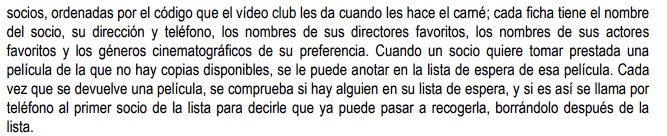 socios, ordenadas por el código que el vídeo club les da cuando les hace el carné; cada ficha tiene el nombre
del socio, su dirección y teléfono, los nombres de sus directores favoritos, los nombres de sus actores
favoritos y los géneros cinematográficos de su preferencia. Cuando un socio quiere tomar prestada una
película de la que no hay copias disponibles, se le puede anotar en la lista de espera de esa película. Cada
vez que se devuelve una película, se comprueba si hay alguien en su lista de espera, y si es así se llama por
teléfono al primer socio de la lista para decirle que ya puede pasar a recogerla, borrándolo después de la
lista.